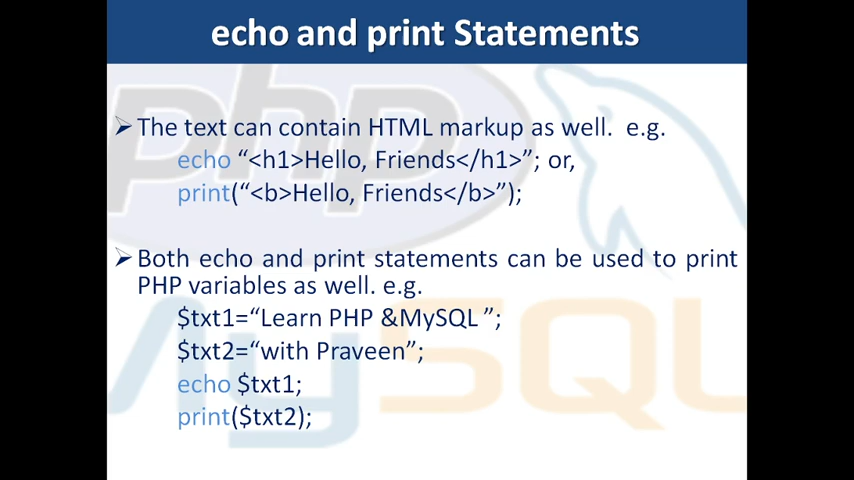 echo and print Statements
➢The text can contain HTML markup as well. e.g.
echo “<h1>Hello, Friends</h1>”; or,
print(“<b>Hello, Friends</b>”);
➢Both echo and print statements can be used to print
PHP variables as well. e.g.
$txt1=“Learn PHP &MySQL ”;
$txt2=“with Praveen”;
echo $txt1;
print($txt2);
php
MySQL